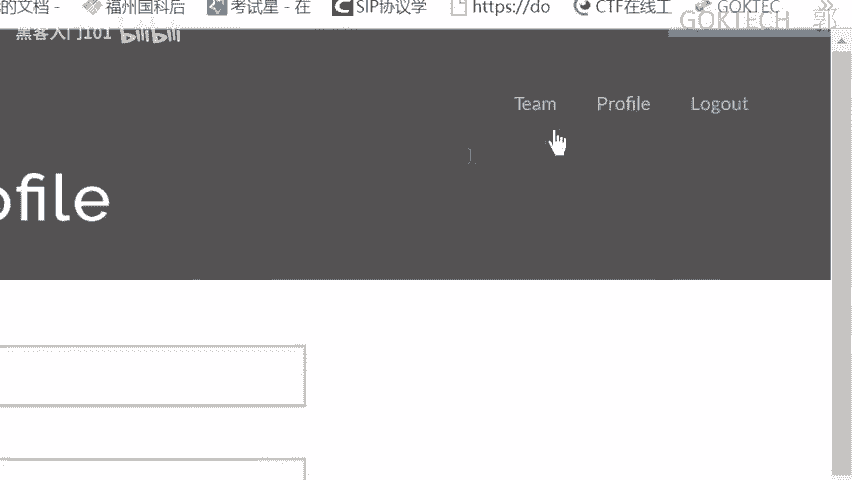 的文档 - 福州国科后 考试星 - 在 SIP协议学 https://do CTF在线工 GOKTEC
GOKTECH 郭
黑客入门101 bilibili
Team Profile Logout
ofile